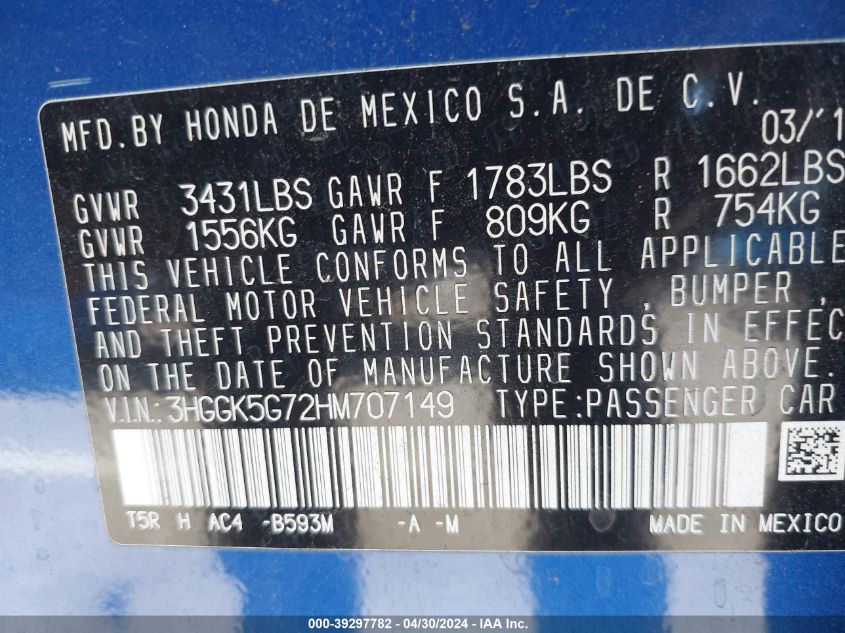 MFD.BY HONDA DE MEXICO S.A. DE C.V.
03/'1
GVWR 3431LBS GAWR F 1783LBS R 1662LBS
GVWR 1556KG GAWR F 809KG R 754KG
THIS VEHICLE CONFORMS TO ALL APPLICABLE
FEDERAL MOTOR VEHICLE SAFETY , BUMPER ,
AND THEFT PREVENTION STANDARDS IN EFFEC
ON THE DATE OF MANUFACTURE SHOWN ABOVE.
V.I.N.: 3HGGK5G72HM707149 TYPE:PASSENGER CAR
T5R H AC4 -B593M -A -M MADE IN MEXICO
000-39297782 - 04/30/2024 - IAA Inc.